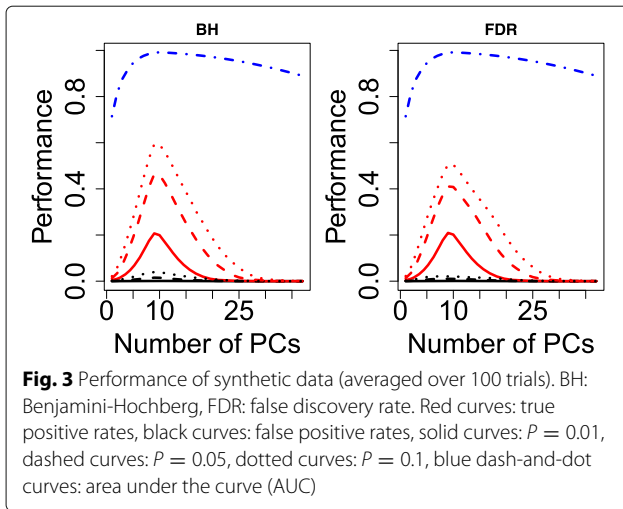 BH
FDR
Performance
0.0 0.4 0.8
0 10 25
Number of PCs
Performance
0.0 0.4 0.8
0 10 25
Number of PCs
Fig. 3 Performance of synthetic data (averaged over 100 trials). BH:
Benjamini-Hochberg, FDR: false discovery rate. Red curves: true
positive rates, black curves: false positive rates, solid curves: P = 0.01,
dashed curves: P = 0.05, dotted curves: P = 0.1, blue dash-and-dot
curves: area under the curve (AUC)